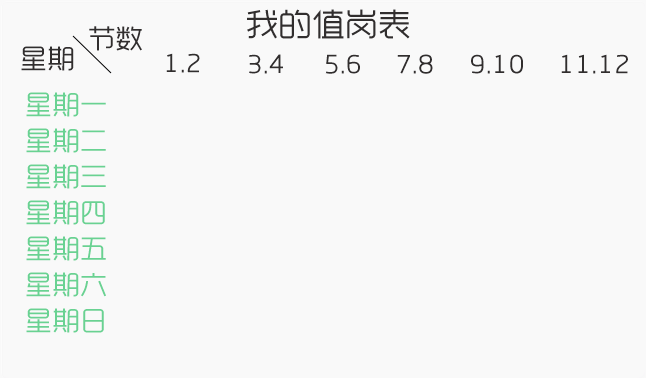 我的值岗表
节数
星期 1.2 3.4 5.6 7.8 9.10 11.12
星期一
星期二
星期三
星期四
星期五
星期六
星期日